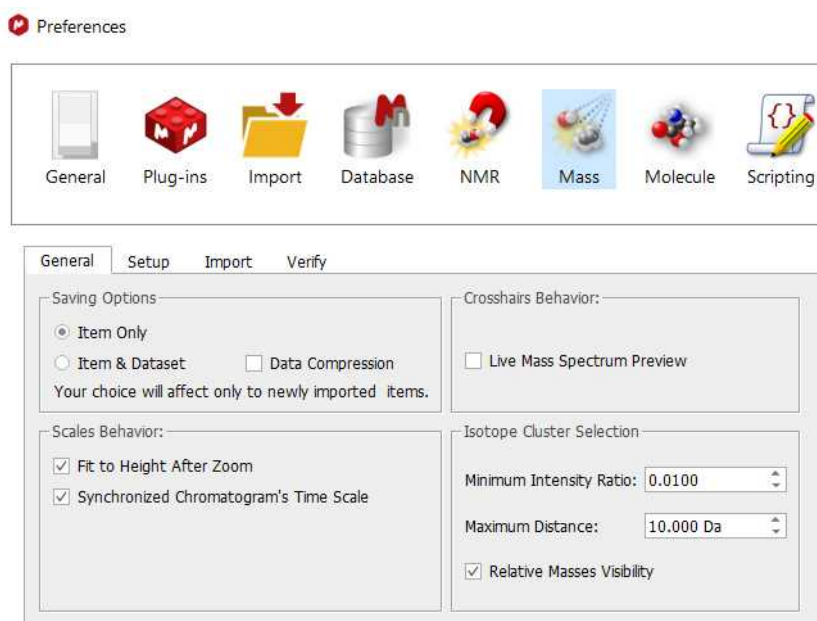 Preferences
General Plug-ins Import Database NMR Mass Molecule Scripting
General Setup Import Verify
Saving Options
Item Only
Item & Dataset Data Compression
Your choice will affect only to newly imported items.
Crosshairs Behavior:
Live Mass Spectrum Preview
Scales Behavior:
Fit to Height After Zoom
Synchronized Chromatogram's Time Scale
Isotope Cluster Selection
Minimum Intensity Ratio: 0.0100
Maximum Distance: 10.000 Da
Relative Masses Visibility